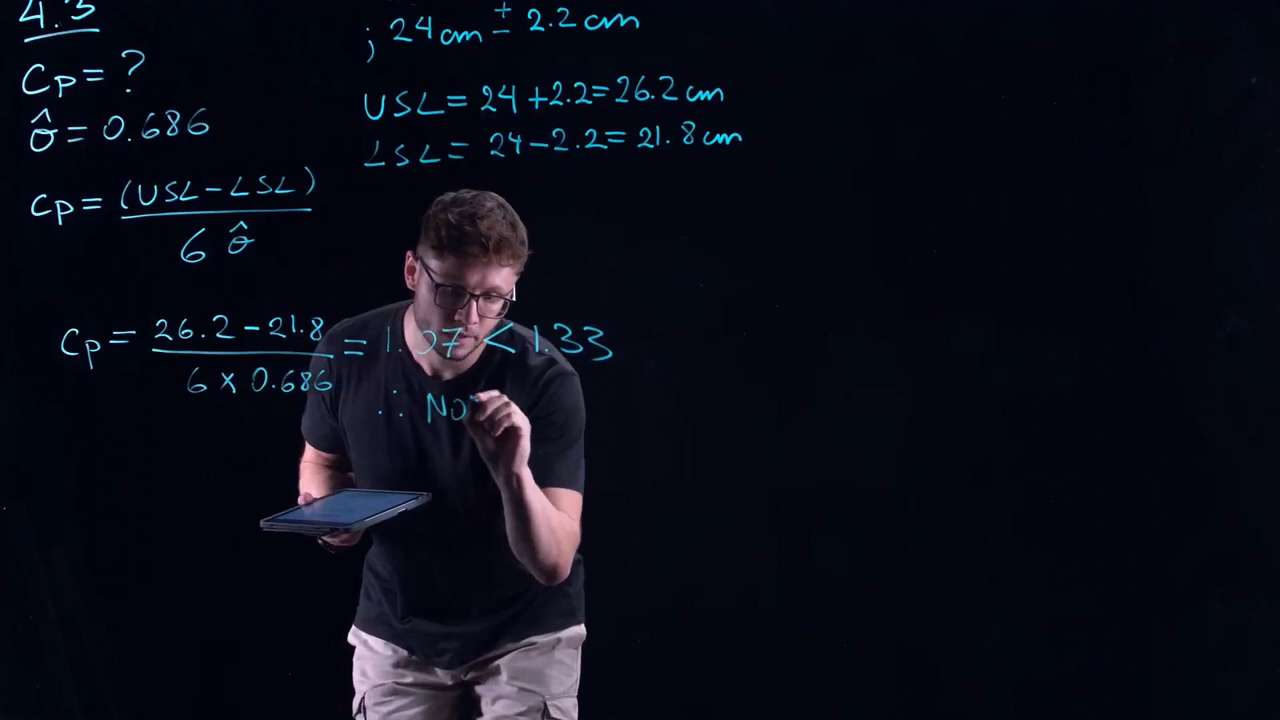 4.3
Cp = ?
σ̂ = 0.686
Cp = (USL - LSL) / 6 σ̂
; 24 cm ± 2.2 cm
USL = 24 + 2.2 = 26.2 cm
LSL = 24 - 2.2 = 21.8 cm
Cp = 26.2 - 21.8 / 6 x 0.686 = 1.07 < 1.33
∴ No